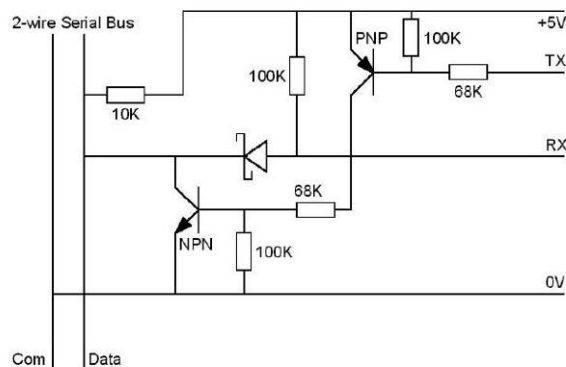 2-wire Serial Bus
+5V
PNP
100K
TX
100K
68K
10K
RX
68K
NPN
100K
0V
Com
Data